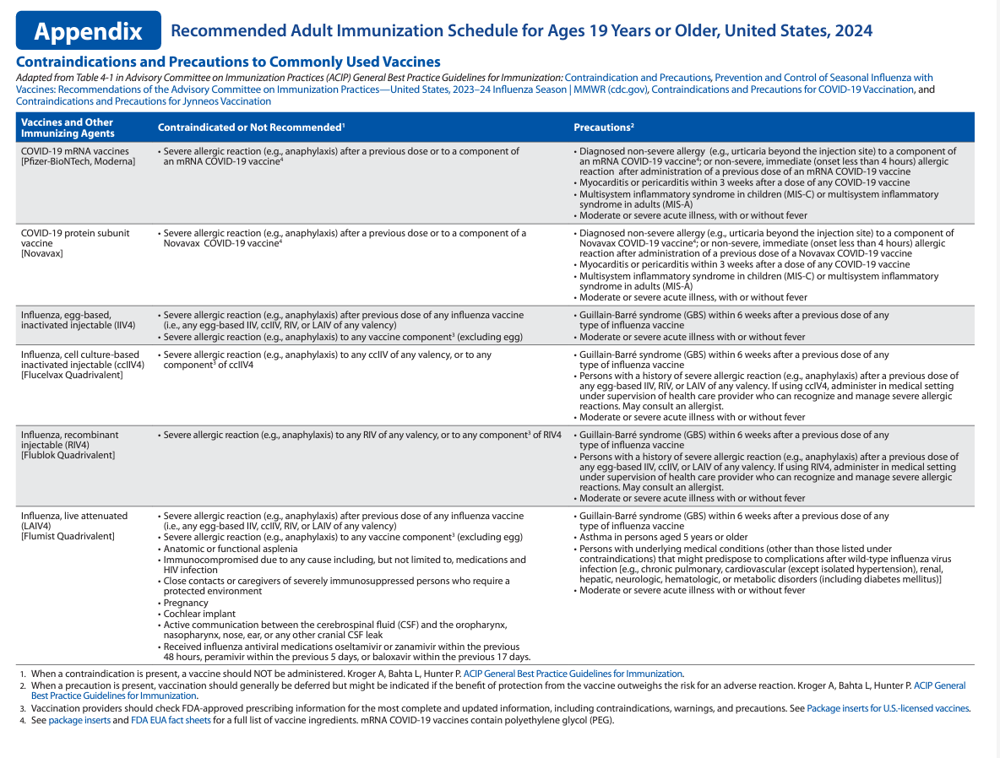 Appendix
Recommended Adult Immunization Schedule for Ages 19 Years or Older, United States, 2024
Contraindications and Precautions to Commonly Used Vaccines
Adapted from Table 4-1 in Advisory Committee on Immunization Practices (ACIP) General Best Practice Guidelines for Immunization: Contraindication and Precautions, Prevention and Control of Seasonal Influenza with
Vaccines: Recommendations of the Advisory Committee on Immunization Practices—United States, 2023–24 Influenza Season | MMWR (cdc.gov), Contraindications and Precautions for COVID-19 Vaccination, and
Contraindications and Precautions for Jynneos Vaccination
Vaccines and Other
Immunizing Agents
Contraindicated or Not Recommended¹
Precautions²
COVID-19 mRNA vaccines
[Pfizer-BioNTech, Moderna]
• Severe allergic reaction (e.g., anaphylaxis) after a previous dose or to a component of
an mRNA COVID-19 vaccine⁴
• Diagnosed non-severe allergy (e.g., urticaria beyond the injection site) to a component of
an mRNA COVID-19 vaccine⁴; or non-severe, immediate (onset less than 4 hours) allergic
reaction after administration of a previous dose of an mRNA COVID-19 vaccine
• Myocarditis or pericarditis within 3 weeks after a dose of any COVID-19 vaccine
• Multisystem inflammatory syndrome in children (MIS-C) or multisystem inflammatory
syndrome in adults (MIS-A)
• Moderate or severe acute illness, with or without fever
COVID-19 protein subunit
vaccine
[Novavax]
• Severe allergic reaction (e.g., anaphylaxis) after a previous dose or to a component of a
Novavax COVID-19 vaccine⁴
• Diagnosed non-severe allergy (e.g., urticaria beyond the injection site) to a component of
Novavax COVID-19 vaccine⁴; or non-severe, immediate (onset less than 4 hours) allergic
reaction after administration of a previous dose of a Novavax COVID-19 vaccine
• Myocarditis or pericarditis within 3 weeks after a dose of any COVID-19 vaccine
• Multisystem inflammatory syndrome in children (MIS-C) or multisystem inflammatory
syndrome in adults (MIS-A)
• Moderate or severe acute illness, with or without fever
Influenza, egg-based,
inactivated injectable (IIV4)
• Severe allergic reaction (e.g., anaphylaxis) after previous dose of any influenza vaccine
(i.e., any egg-based IIV, ccIIV, RIV, or LAIV of any valency)
• Severe allergic reaction (e.g., anaphylaxis) to any vaccine component³ (excluding egg)
• Guillain-Barré syndrome (GBS) within 6 weeks after a previous dose of any
type of influenza vaccine
• Moderate or severe acute illness with or without fever
Influenza, cell culture-based
inactivated injectable (ccIIV4)
[Flucelvax Quadrivalent]
• Severe allergic reaction (e.g., anaphylaxis) to any ccIIV of any valency, or to any
component³ of ccIIV4
• Guillain-Barré syndrome (GBS) within 6 weeks after a previous dose of any
type of influenza vaccine
• Persons with a history of severe allergic reaction (e.g., anaphylaxis) after a previous dose of
any egg-based IIV, RIV, or LAIV of any valency. If using ccIV4, administer in medical setting
under supervision of health care provider who can recognize and manage severe allergic
reactions. May consult an allergist.
• Moderate or severe acute illness with or without fever
Influenza, recombinant
injectable (RIV4)
[Flublok Quadrivalent]
• Severe allergic reaction (e.g., anaphylaxis) to any RIV of any valency, or to any component³ of RIV4
• Guillain-Barré syndrome (GBS) within 6 weeks after a previous dose of any
type of influenza vaccine
• Persons with a history of severe allergic reaction (e.g., anaphylaxis) after a previous dose of
any egg-based IIV, ccIIV, or LAIV of any valency. If using RIV4, administer in medical setting
under supervision of health care provider who can recognize and manage severe allergic
reactions. May consult an allergist.
• Moderate or severe acute illness with or without fever
Influenza, live attenuated
(LAIV4)
[Flumist Quadrivalent]
• Severe allergic reaction (e.g., anaphylaxis) after previous dose of any influenza vaccine
(i.e., any egg-based IIV, ccIIV, RIV, or LAIV of any valency)
• Severe allergic reaction (e.g., anaphylaxis) to any vaccine component³ (excluding egg)
• Anatomic or functional asplenia
• Immunocompromised due to any cause including, but not limited to, medications and
HIV infection
• Close contacts or caregivers of severely immunosuppressed persons who require a
protected environment
• Pregnancy
• Cochlear implant
• Active communication between the cerebrospinal fluid (CSF) and the oropharynx,
nasopharynx, nose, ear, or any other cranial CSF leak
• Received influenza antiviral medications oseltamivir or zanamivir within the previous
48 hours, peramivir within the previous 5 days, or baloxavir within the previous 17 days.
• Guillain-Barré syndrome (GBS) within 6 weeks after a previous dose of any
type of influenza vaccine
• Asthma in persons aged 5 years or older
• Persons with underlying medical conditions (other than those listed under
contraindications) that might predispose to complications after wild-type influenza virus
infection [e.g., chronic pulmonary, cardiovascular (except isolated hypertension), renal,
hepatic, neurologic, hematologic, or metabolic disorders (including diabetes mellitus)]
• Moderate or severe acute illness with or without fever
1. When a contraindication is present, a vaccine should NOT be administered. Kroger A, Bahta L, Hunter P. ACIP General Best Practice Guidelines for Immunization.
2. When a precaution is present, vaccination should generally be deferred but might be indicated if the benefit of protection from the vaccine outweighs the risk for an adverse reaction. Kroger A, Bahta L, Hunter P. ACIP General
Best Practice Guidelines for Immunization.
3. Vaccination providers should check FDA-approved prescribing information for the most complete and updated information, including contraindications, warnings, and precautions. See Package inserts for U.S.-licensed vaccines.
4. See package inserts and FDA EUA fact sheets for a full list of vaccine ingredients. mRNA COVID-19 vaccines contain polyethylene glycol (PEG).